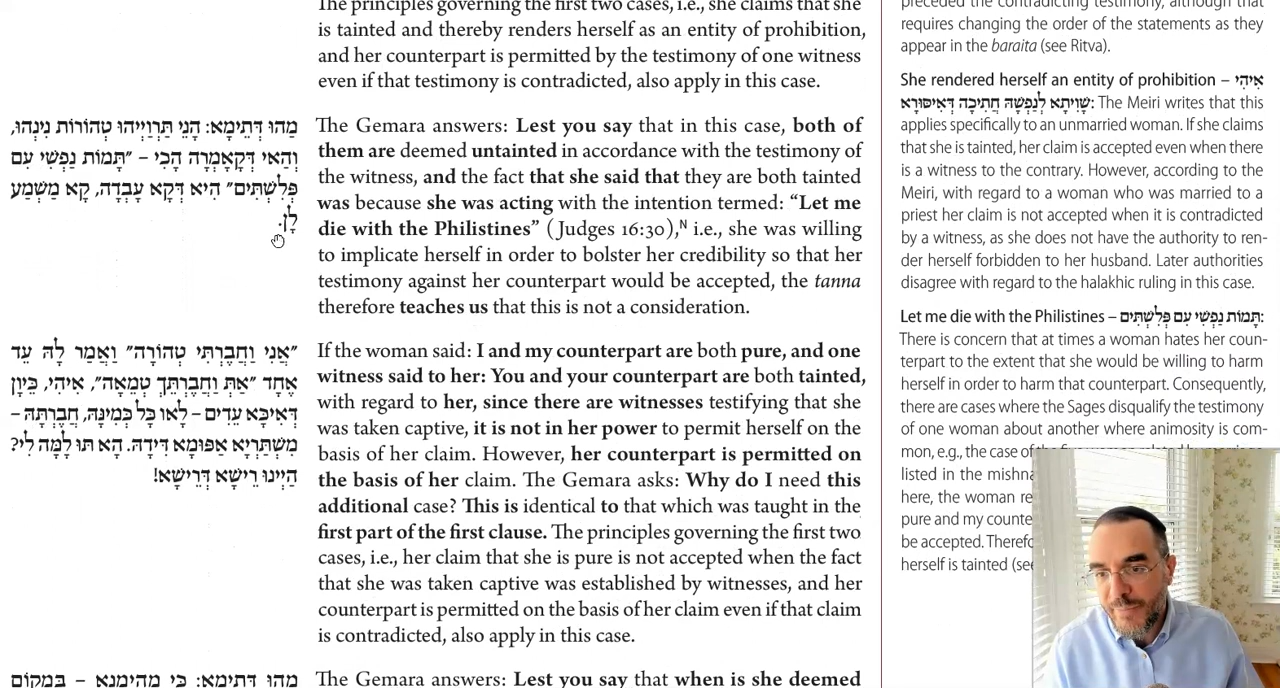 The principles governing the first two cases, i.e., she claims that she
is tainted and thereby renders herself as an entity of prohibition,
and her counterpart is permitted by the testimony of one witness
even if that testimony is contradicted, also apply in this case.
מַהוּ דְּתֵימָא: הָנֵי תַּרְוַיְיהוּ טְהוֹרוֹת נִינְהוּ,
וְהַאי דְּקָאָמְרָה הָכִי – ״תָּמוֹת נַפְשִׁי עִם
פְּלִשְׁתִּים״ הִיא דְּקָא עָבְדָה, קָא מַשְׁמַע
לַן.
The Gemara answers: Lest you say that in this case, both of
them are deemed untainted in accordance with the testimony of
the witness, and the fact that she said that they are both tainted
was because she was acting with the intention termed: “Let me
die with the Philistines” (Judges 16:30),ᴺ i.e., she was willing
to implicate herself in order to bolster her credibility so that her
testimony against her counterpart would be accepted, the tanna
therefore teaches us that this is not a consideration.
״אֲנִי וַחֲבֶרְתִּי טְהוֹרָה״ וַאֲמַר לָהּ עֵד
אֶחָד ״אַתְּ וַחֲבֶרְתֵּךְ טְמֵאָה״, אִיהִי, כֵּיוָן
דְּאִיכָּא עֵדִים – לָאו כָּל כְּמִינַּהּ, חֲבֶרְתָּהּ –
מִשְׁתַּרְיָא אַפּוּמָא דִּידָהּ. הָא תּוּ לָמָּה לִי?
הַיְינוּ רֵישָׁא דְּרֵישָׁא!
If the woman said: I and my counterpart are both pure, and one
witness said to her: You and your counterpart are both tainted,
with regard to her, since there are witnesses testifying that she
was taken captive, it is not in her power to permit herself on the
basis of her claim. However, her counterpart is permitted on
the basis of her claim. The Gemara asks: Why do I need this
additional case? This is identical to that which was taught in the
first part of the first clause. The principles governing the first two
cases, i.e., her claim that she is pure is not accepted when the fact
that she was taken captive was established by witnesses, and her
counterpart is permitted on the basis of her claim even if that claim
is contradicted, also apply in this case.
מַהוּ דְּתֵימָא: כִּי מְהֵימְנָא – בִּמְקוֹם
The Gemara answers: Lest you say that when is she deemed
preceded the contradicting testimony, although that
requires changing the order of the statements as they
appear in the baraita (see Ritva).
She rendered herself an entity of prohibition – אִיהִי
שָׁוִיתָא לְנַפְשַׁהּ חֲתִיכָה דְּאִיסּוּרָא: The Meiri writes that this
applies specifically to an unmarried woman. If she claims
that she is tainted, her claim is accepted even when there
is a witness to the contrary. However, according to the
Meiri, with regard to a woman who was married to a
priest her claim is not accepted when it is contradicted
by a witness, as she does not have the authority to ren-
der herself forbidden to her husband. Later authorities
disagree with regard to the halakhic ruling in this case.
Let me die with the Philistines – תָּמוֹת נַפְשִׁי עִם פְּלִשְׁתִּים:
There is concern that at times a woman hates her coun-
terpart to the extent that she would be willing to harm
herself in order to harm that counterpart. Consequently,
there are cases where the Sages disqualify the testimony
of one woman about another where animosity is com-
mon, e.g., the case of
listed in the mishna
here, the woman re
pure and my counte
be accepted. Therefo
herself is tainted (see